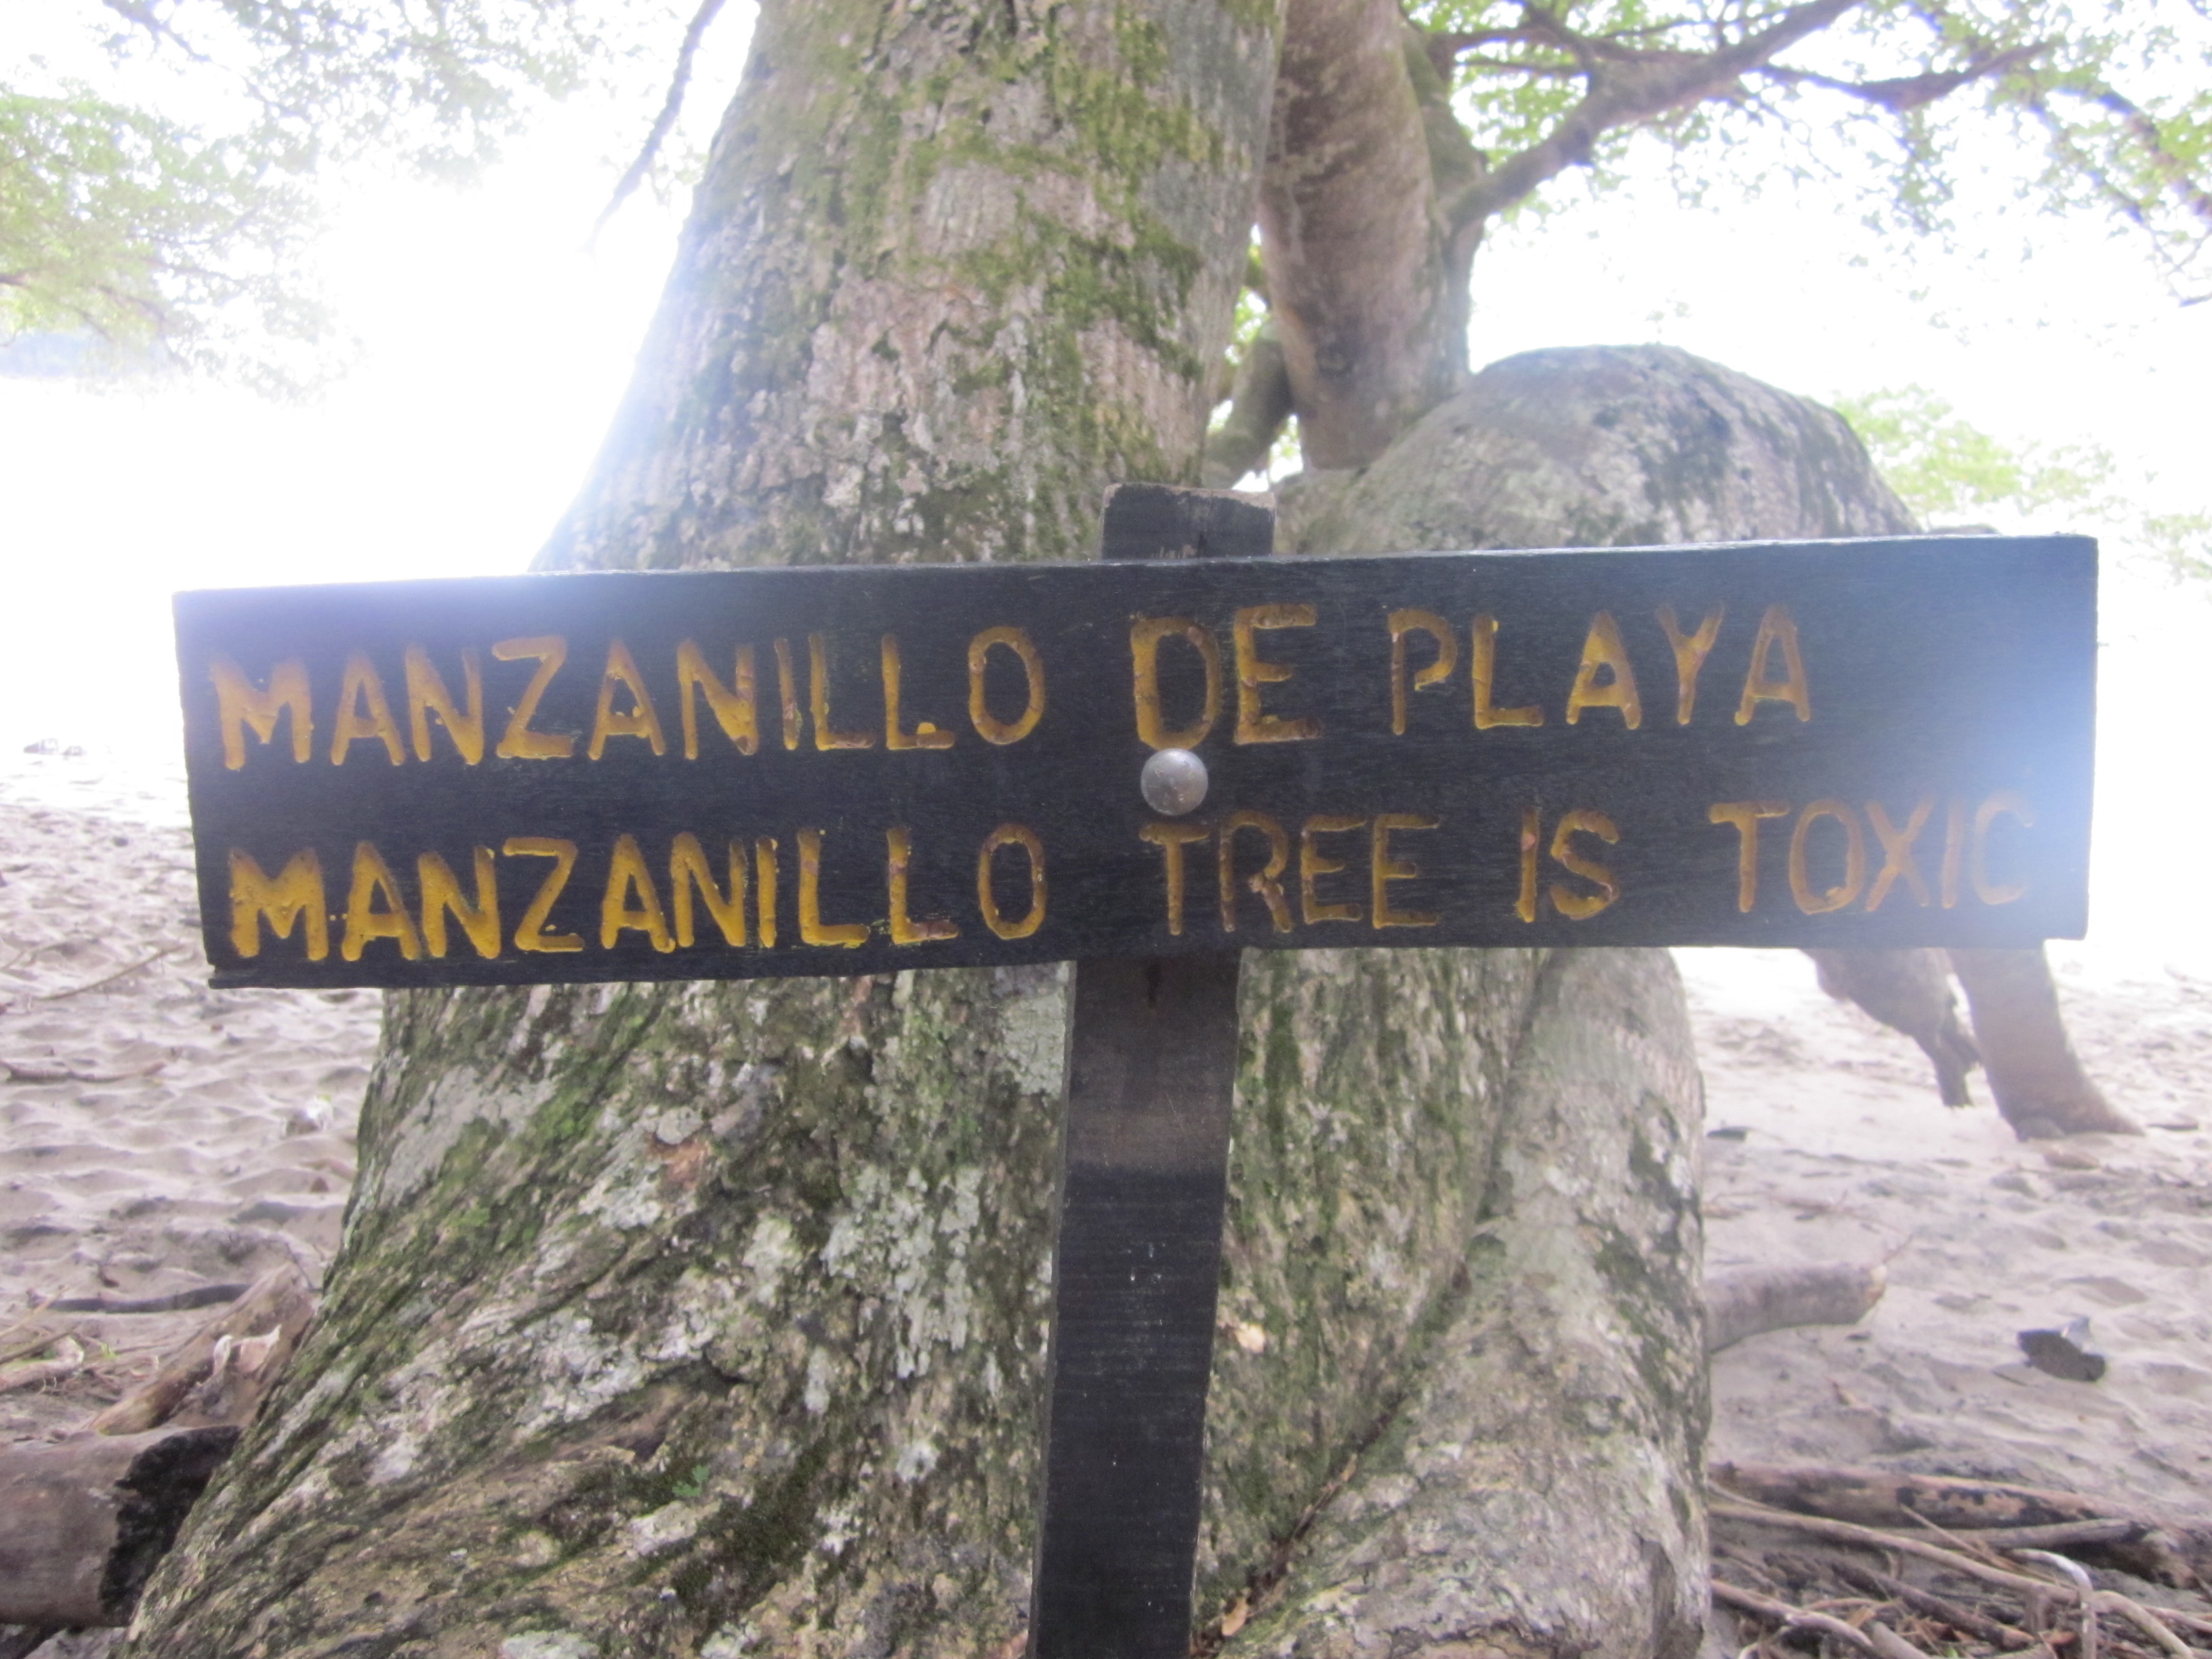 MANZANILLO DE PLAYA
MANZANILLO TREE IS TOXIC